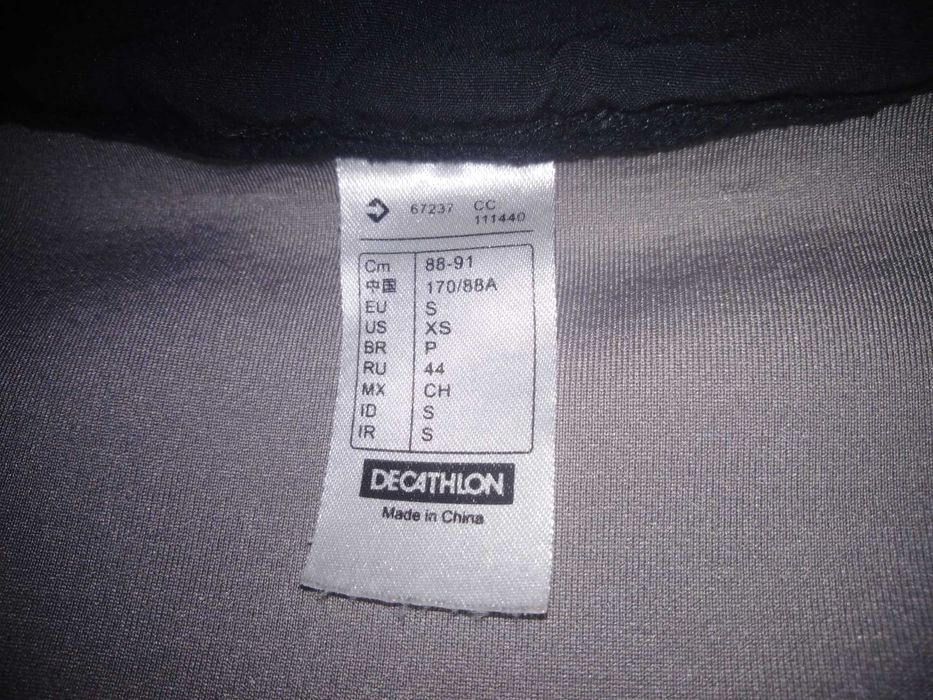 67237 CC
111440
Cm 88-91
中国 170/88A
EU S
US XS
BR P
RU 44
MX CH
ID S
IR S
DECATHLON
Made in China